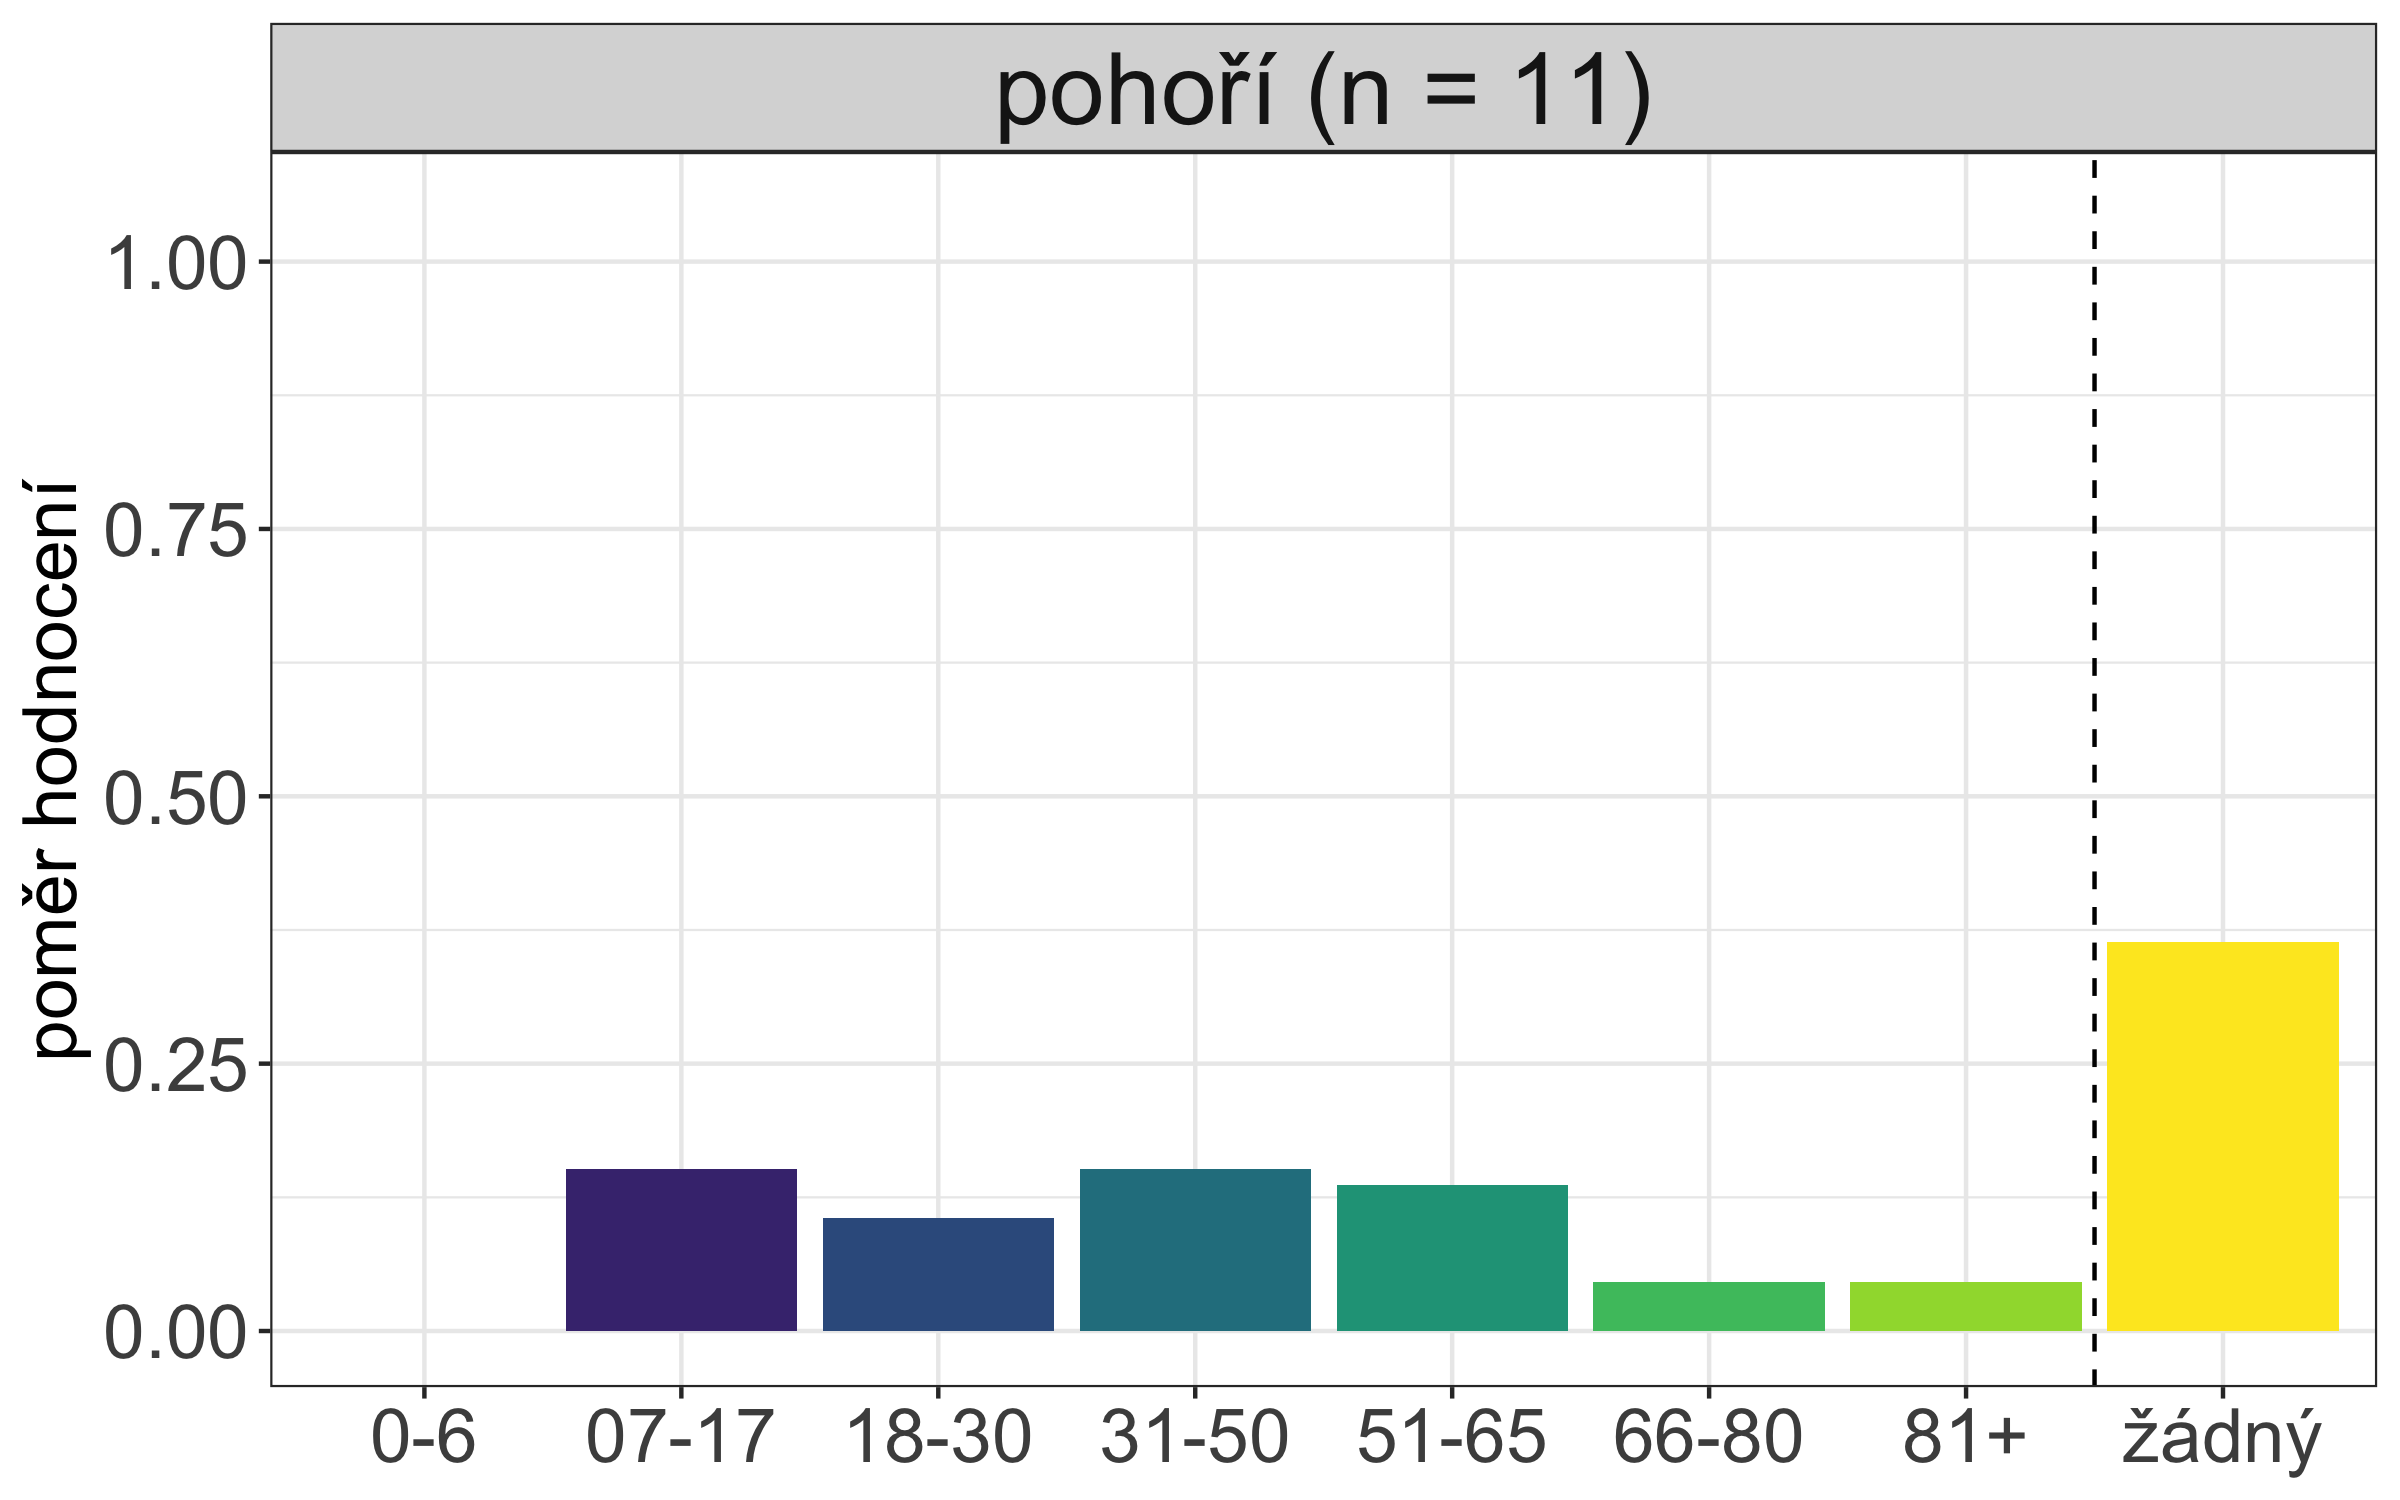 pohoří (n = 11)
poměr hodnocení
1.00
0.75
0.50
0.25
0.00
0-6 07-17 18-30 31-50 51-65 66-80 81+ žádný